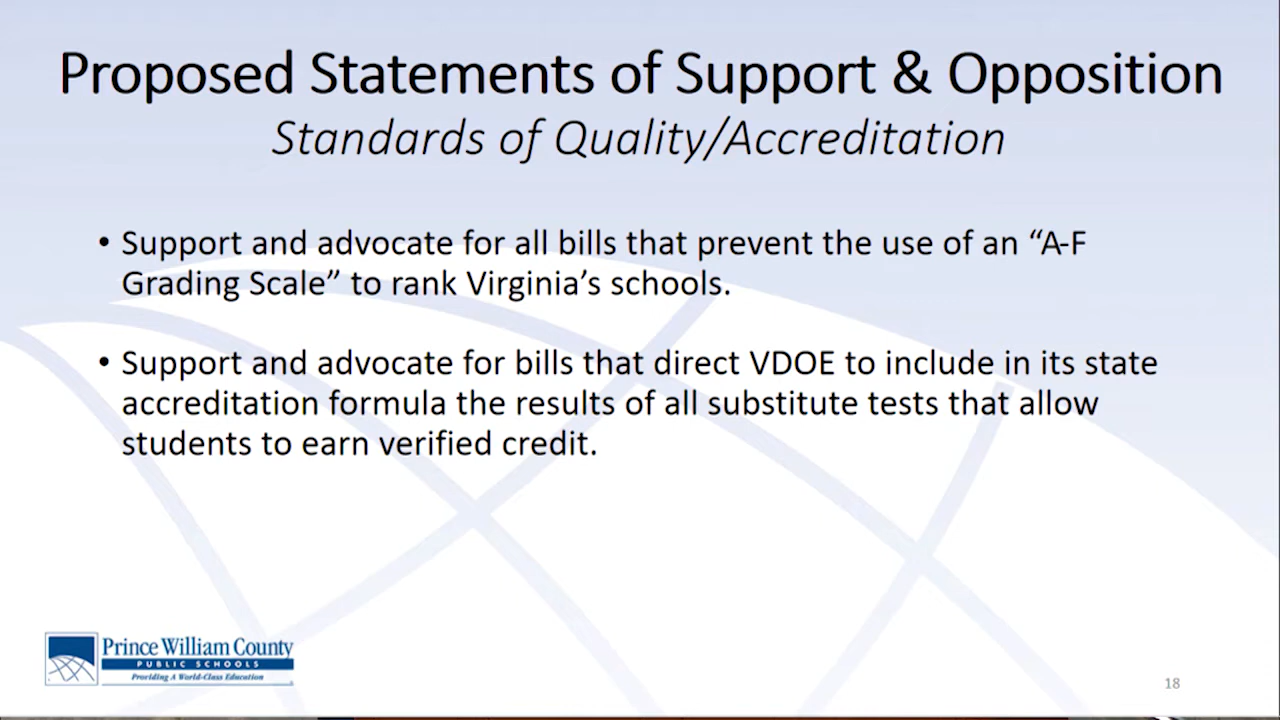 Proposed Statements of Support & Opposition
Standards of Quality/Accreditation
• Support and advocate for all bills that prevent the use of an “A-F
Grading Scale” to rank Virginia’s schools.
• Support and advocate for bills that direct VDOE to include in its state
accreditation formula the results of all substitute tests that allow
students to earn verified credit.
Prince William County
PUBLIC SCHOOLS
Providing A World-Class Education
18